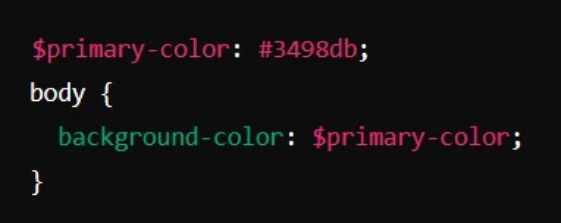 $primary-color: #3498db;
body {
  background-color: $primary-color;
}